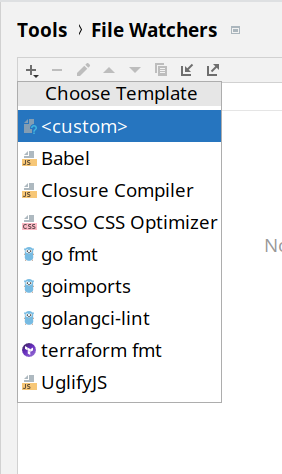 Tools › File Watchers
Choose Template
<custom>
Babel
Closure Compiler
CSSO CSS Optimizer
go fmt
goimports
golangci-lint
terraform fmt
UglifyJS
No